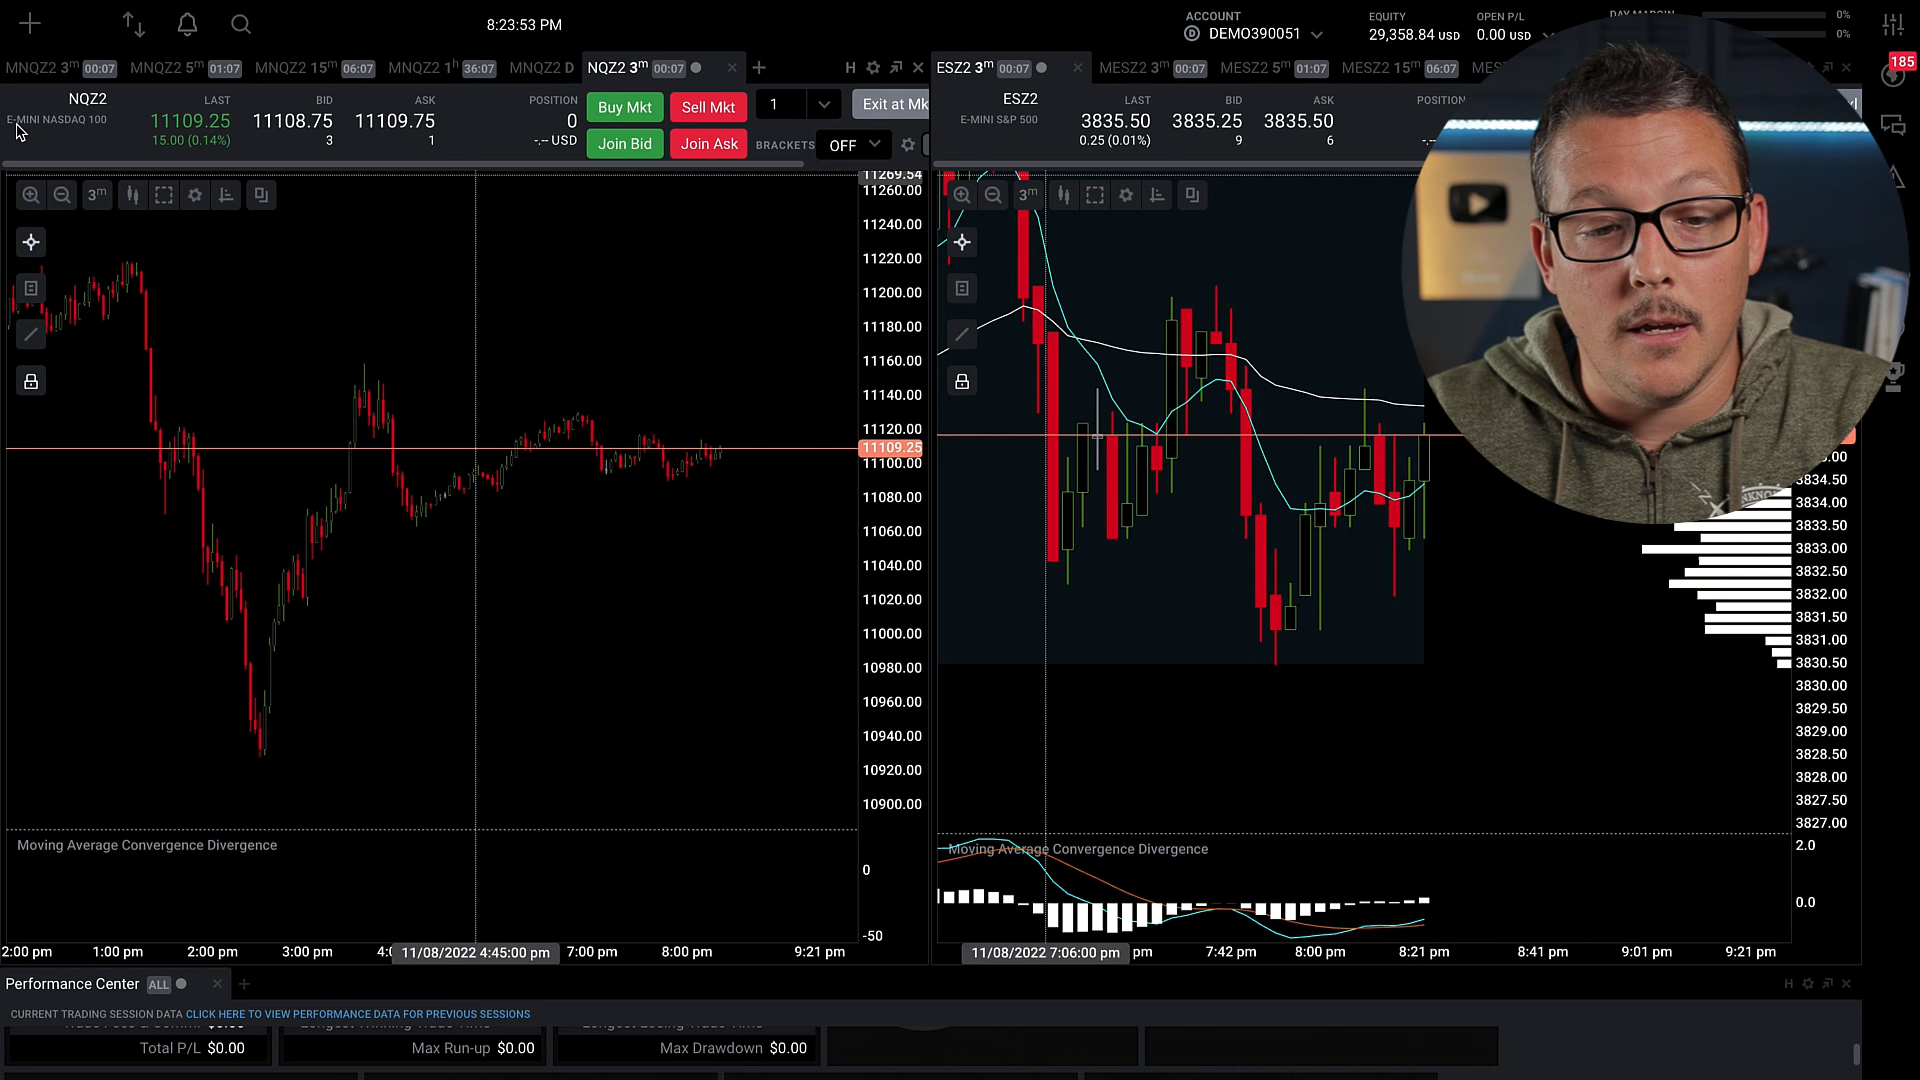 8:23:53 PM
ACCOUNT
DEMO390051
EQUITY
29,358.84 USD
OPEN P/L
0.00 USD
DAY MARGIN
0%
0%
185
MNQZ2 3m 00:07
MNQZ2 5m 01:07
MNQZ2 15m 06:07
MNQZ2 1h 36:07
MNQZ2 D
NQZ2 3m 00:07
H
ESZ2 3m 00:07
MESZ2 3m 00:07
MESZ2 5m 01:07
MESZ2 15m 06:07
NQZ2
E-MINI NASDAQ 100
LAST
11109.25
15.00 (0.14%)
BID
11108.75
3
ASK
11109.75
1
POSITION
0
-.-- USD
Buy Mkt
Sell Mkt
1
Exit at Mk
Join Bid
Join Ask
BRACKETS
OFF
ESZ2
E-MINI S&P 500
LAST
3835.50
0.25 (0.01%)
BID
3835.25
9
ASK
3835.50
6
POSITION
3m
11269.54
11260.00
11240.00
11220.00
11200.00
11180.00
11160.00
11140.00
11120.00
11109.25
11100.00
11080.00
11060.00
11040.00
11020.00
11000.00
10980.00
10960.00
10940.00
10920.00
10900.00
Moving Average Convergence Divergence
0
-50
2:00 pm
1:00 pm
2:00 pm
3:00 pm
11/08/2022 4:45:00 pm
7:00 pm
8:00 pm
9:21 pm
3m
3834.50
3834.00
3833.50
3833.00
3832.50
3832.00
3831.50
3831.00
3830.50
3830.00
3829.50
3829.00
3828.50
3828.00
3827.50
3827.00
Moving Average Convergence Divergence
2.0
0.0
11/08/2022 7:06:00 pm
pm
7:42 pm
8:00 pm
8:21 pm
8:41 pm
9:01 pm
9:21 pm
Performance Center ALL
H
CURRENT TRADING SESSION DATA CLICK HERE TO VIEW PERFORMANCE DATA FOR PREVIOUS SESSIONS
Total P/L $0.00
Max Run-up $0.00
Max Drawdown $0.00